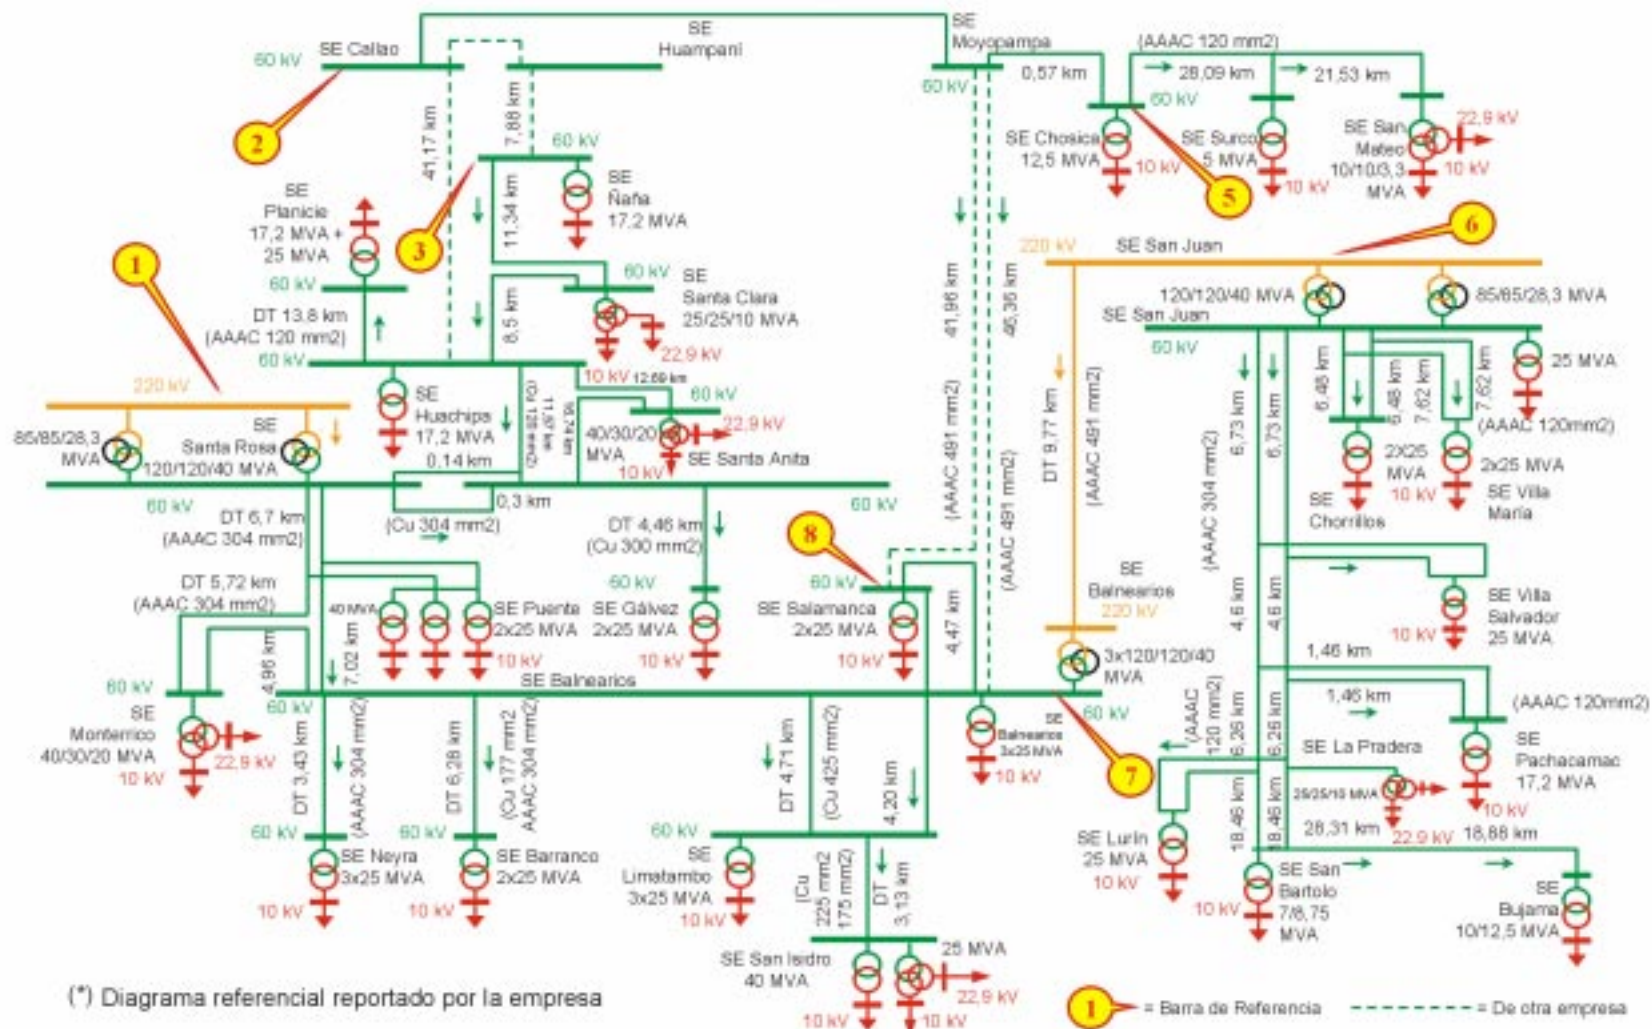 SE Callao
60 kV
SE
Huampaní
SE
Moyopampa
60 kV
0,57 km
(AAAC 120 mm2)
28,09 km
21,53 km
60 kV
SE Chosica
12,5 MVA
10 kV
SE Surco
5 MVA
10 kV
SE San
Mateo
10/10/3,3
MVA
22,9 kV
10 kV
2
41,17 km
7,88 km
60 kV
3
SE
Ñaña
17,2 MVA
11,34 km
SE
Planicie
17,2 MVA +
25 MVA
60 kV
DT 13,8 km
(AAAC 120 mm2)
60 kV
1
60 kV
SE
Santa Clara
25/25/10 MVA
8,5 km
10 kV
22,9 kV
12,69 km
5
6
220 kV
SE San Juan
120/120/40 MVA
85/85/28,3 MVA
SE San Juan
60 kV
25 MVA
220 kV
85/85/28,3
MVA
SE
Santa Rosa
120/120/40 MVA
60 kV
SE
Huachipa
17,2 MVA
10 kV
0,14 km
(Cu 125 mm2)
11,57 km
16,74 km
60 kV
22,9 kV
40/30/20
MVA
10 kV
SE Santa Anita
0,3 km
(Cu 304 mm2)
60 kV
41,96 km
46,36 km
(AAAC 491 mm2)
(AAAC 491 mm2)
DT 9,77 km
(AAAC 491 mm2)
6,73 km
6,73 km
(AAAC 304 mm2)
6,48 km
6,48 km
7,62 km
7,62 km
(AAAC 120mm2)
2X25
MVA
10 kV
SE
Chorrillos
2x25 MVA
SE Villa
María
DT 6,7 km
(AAAC 304 mm2)
DT 5,72 km
(AAAC 304 mm2)
DT 4,46 km
(Cu 300 mm2)
60 kV
40 MVA
SE Puente
2x25 MVA
10 kV
SE Gálvez
2x25 MVA
10 kV
8
60 kV
SE Salamanca
2x25 MVA
10 kV
4,47 km
SE
Balnearios
220 kV
3x120/120/40
MVA
4,6 km
4,6 km
SE Villa
Salvador
25 MVA
10 kV
1,46 km
1,46 km
(AAAC 120mm2)
4,96 km
7,02 km
60 kV
SE
Monterrico
40/30/20 MVA
10 kV
22,9 kV
60 kV
SE Balnearios
60 kV
SE
Balnearios
3x25 MVA
10 kV
7
(AAAC
120 mm2)
6,26 km
6,26 km
SE La Pradera
25/25/10 MVA
22,9 kV
SE
Pachacamac
17,2 MVA
10 kV
DT 3,43 km
(AAAC 304 mm2)
DT 6,28 km
(Cu 177 mm2
AAAC 304 mm2)
DT 4,71 km
(Cu 425 mm2)
4,20 km
60 kV
SE Neyra
3x25 MVA
10 kV
60 kV
SE Barranco
2x25 MVA
10 kV
60 kV
SE
Limatambo
3x25 MVA
10 kV
(Cu
225 mm2
175 mm2)
DT
3,13 km
SE San Isidro
40 MVA
10 kV
25 MVA
22,9 kV
10 kV
18,46 km
18,46 km
28,31 km
18,88 km
SE Lurín
25 MVA
10 kV
SE San
Bartolo
7/8,75
MVA
10 kV
SE
Bujama
10/12,5 MVA
(*) Diagrama referencial reportado por la empresa
1
= Barra de Referencia
= De otra empresa